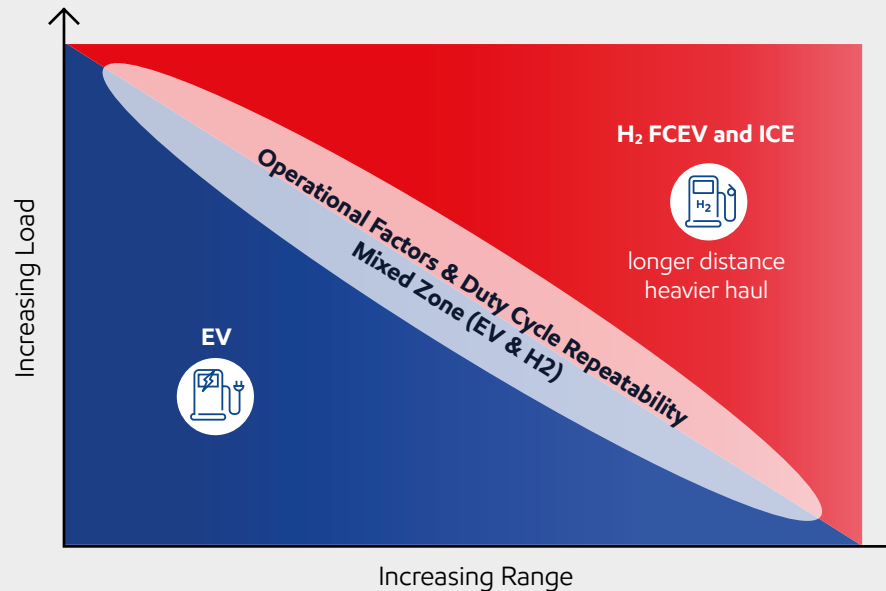 H₂ FCEV and ICE
H₂
longer distance
heavier haul
Operational Factors & Duty Cycle Repeatability
Mixed Zone (EV & H2)
EV
Increasing Load
Increasing Range